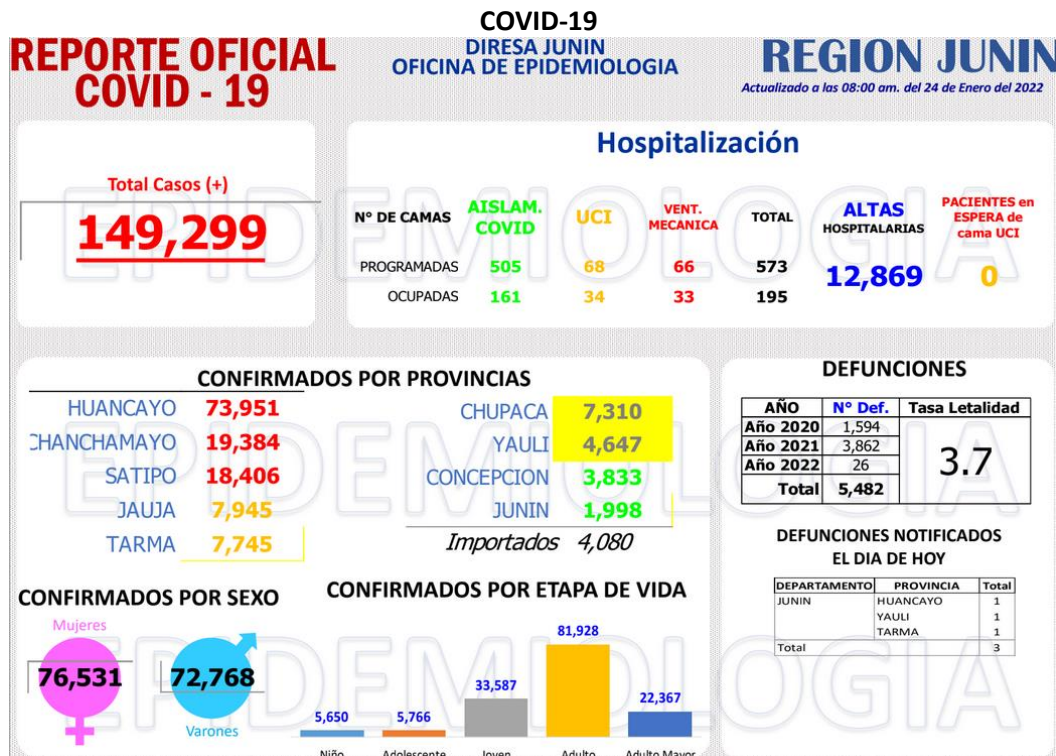 COVID-19
REPORTE OFICIAL
COVID - 19
DIRESA JUNIN
OFICINA DE EPIDEMIOLOGIA
REGION JUNIN
Actualizado a las 08:00 am. del 24 de Enero del 2022
Total Casos (+)
149,299
Hospitalización
N° DE CAMAS AISLAM. COVID UCI VENT. MECANICA TOTAL ALTAS HOSPITALARIAS PACIENTES en ESPERA de cama UCI
PROGRAMADAS 505 68 66 573 12,869 0
OCUPADAS 161 34 33 195
CONFIRMADOS POR PROVINCIAS
HUANCAYO 73,951
CHANCHAMAYO 19,384
SATIPO 18,406
JAUJA 7,945
TARMA 7,745
CHUPACA 7,310
YAULI 4,647
CONCEPCION 3,833
JUNIN 1,998
Importados 4,080
DEFUNCIONES
AÑO N° Def. Tasa Letalidad
Año 2020 1,594
Año 2021 3,862
Año 2022 26
Total 5,482
3.7
DEFUNCIONES NOTIFICADOS
EL DIA DE HOY
DEPARTAMENTO PROVINCIA Total
JUNIN HUANCAYO 1
YAULI 1
TARMA 1
Total 3
CONFIRMADOS POR SEXO
Mujeres
76,531
72,768
Varones
CONFIRMADOS POR ETAPA DE VIDA
5,650 5,766 33,587 81,928 22,367
Niño Adolescente Joven Adulto Adulto Mayor
EPIDEMIOLOGIA
EPIDEMIOLOGIA
EPIDEMIOLOGIA